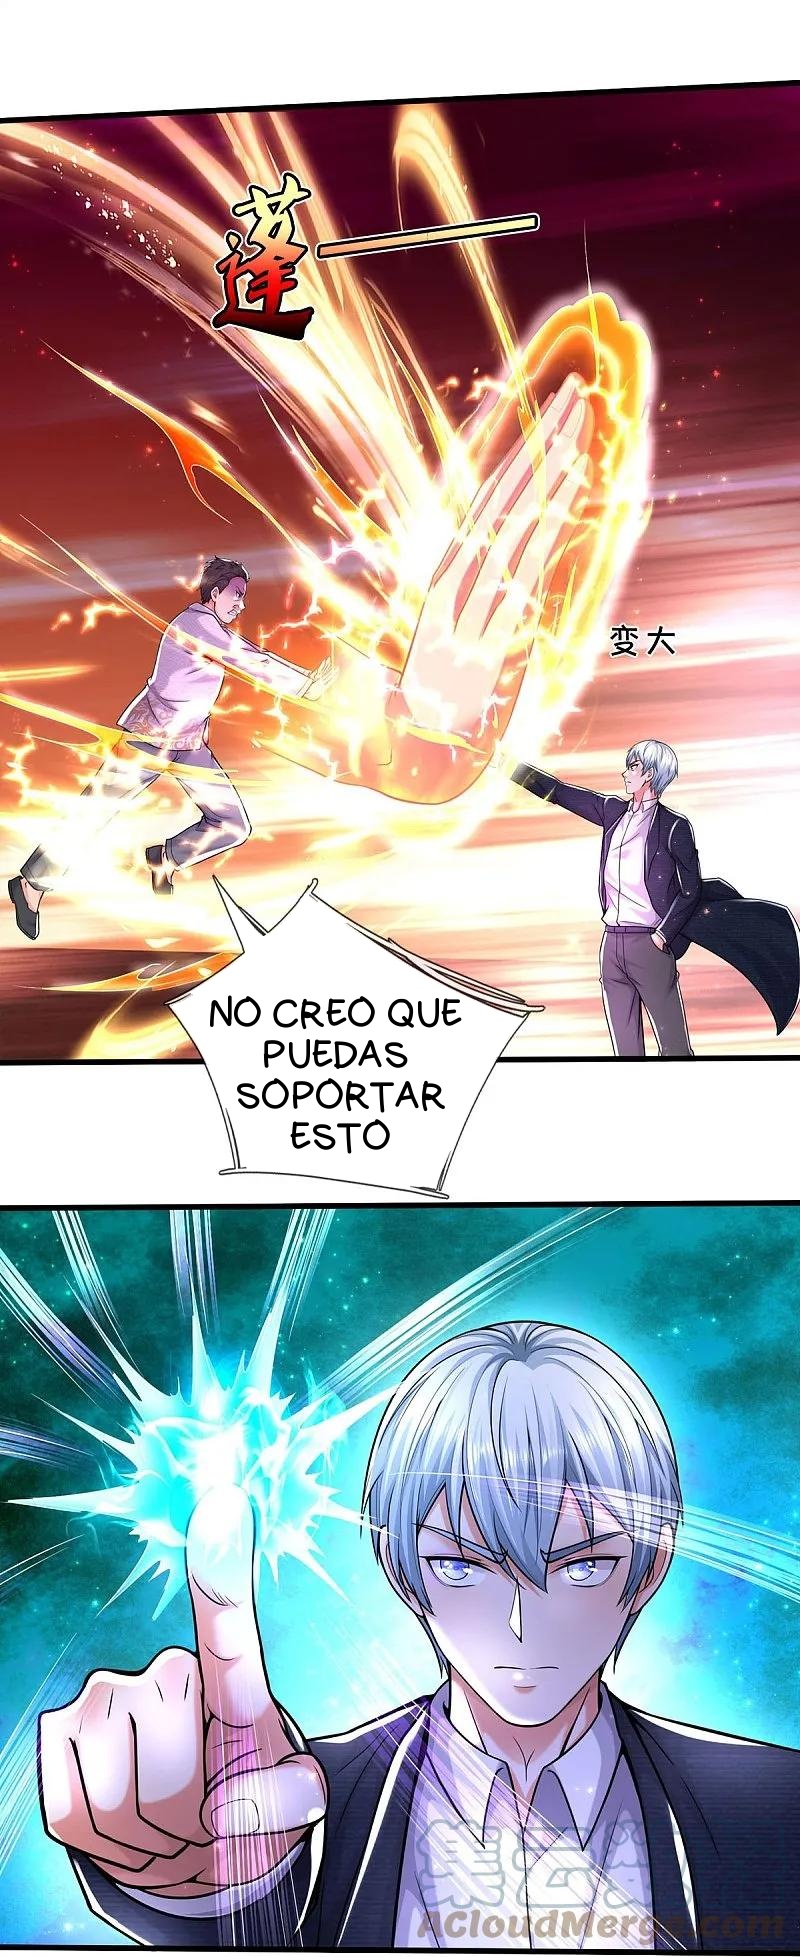 蓬—
变大
NO CREO QUE
PUEDAS
SOPORTAR
ESTO
ACloudMerge.com